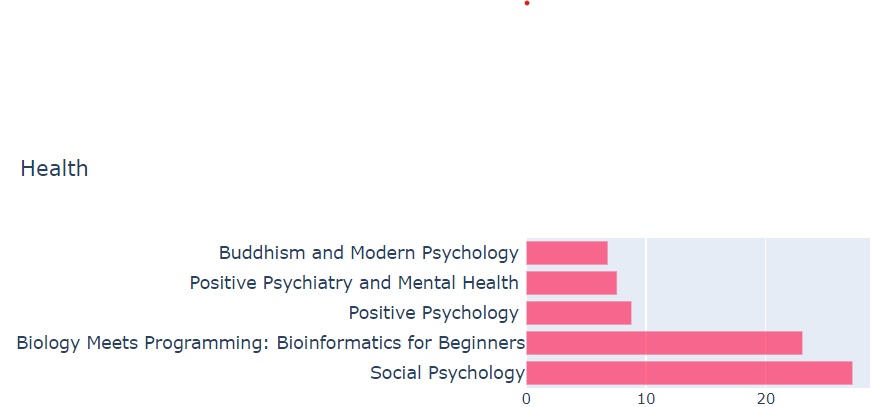 Health
Buddhism and Modern Psychology
Positive Psychiatry and Mental Health
Positive Psychology
Biology Meets Programming: Bioinformatics for Beginners
Social Psychology
0 10 20